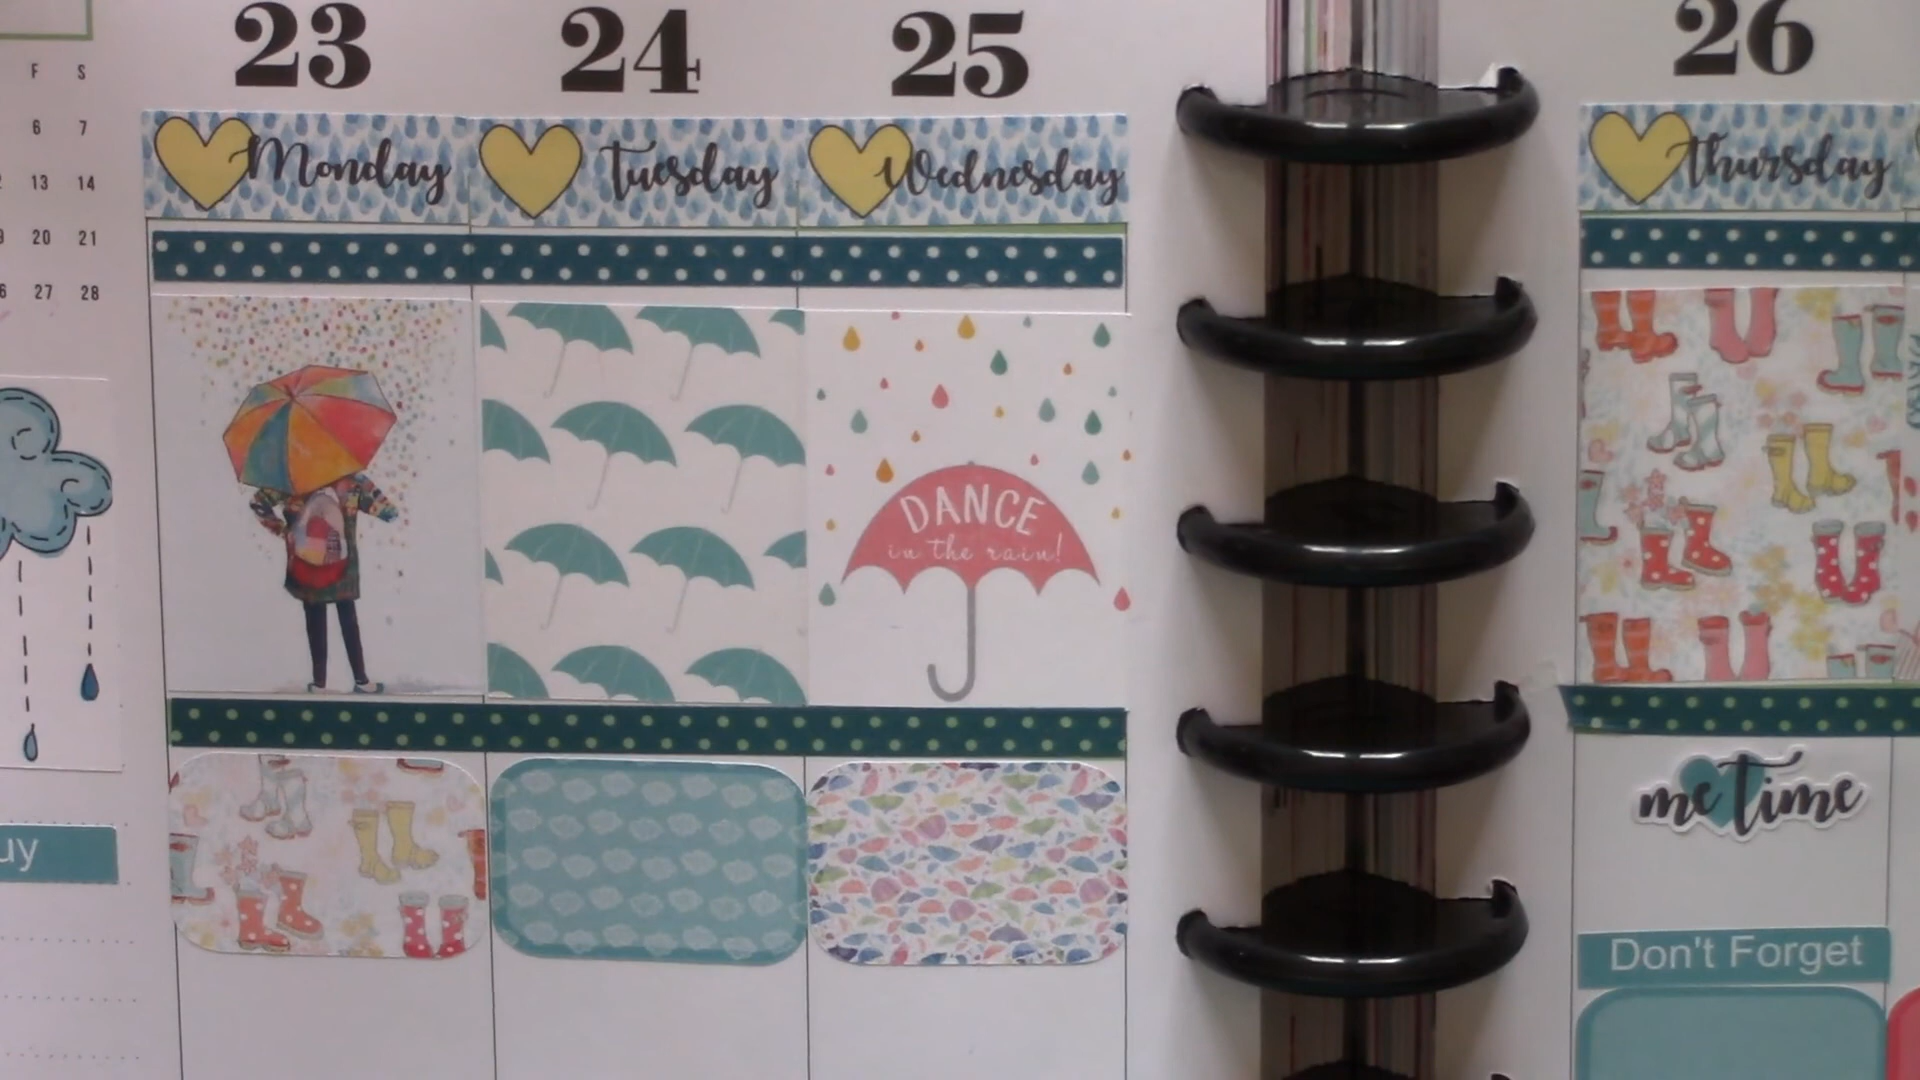 23 24 25 26
Monday Tuesday Wednesday Thursday
F S
6 7
13 14
20 21
27 28
DANCE
in the rain!
me time
uy
Don't Forget